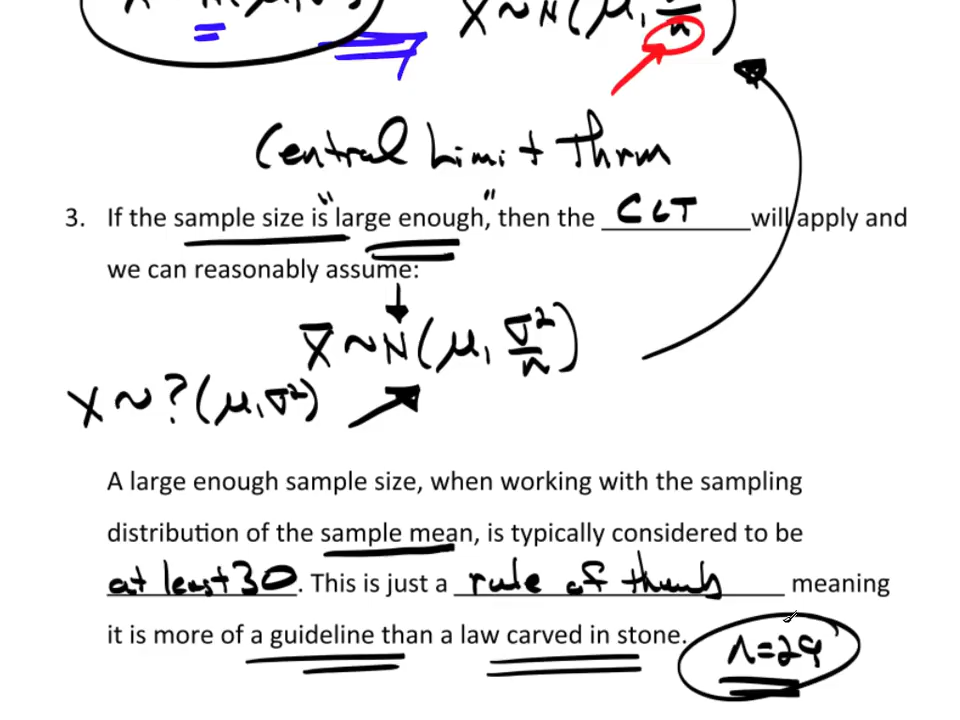 X̄ ~ N(μ, /n)
Central Limit Thrm
3. If the sample size is "large enough", then the CLT will apply and
we can reasonably assume:
X̄ ~ N(μ, σ²/n)
X ~ ? (μ, σ²)
A large enough sample size, when working with the sampling
distribution of the sample mean, is typically considered to be
at least 30. This is just a rule of thumb meaning
it is more of a guideline than a law carved in stone.
n=29